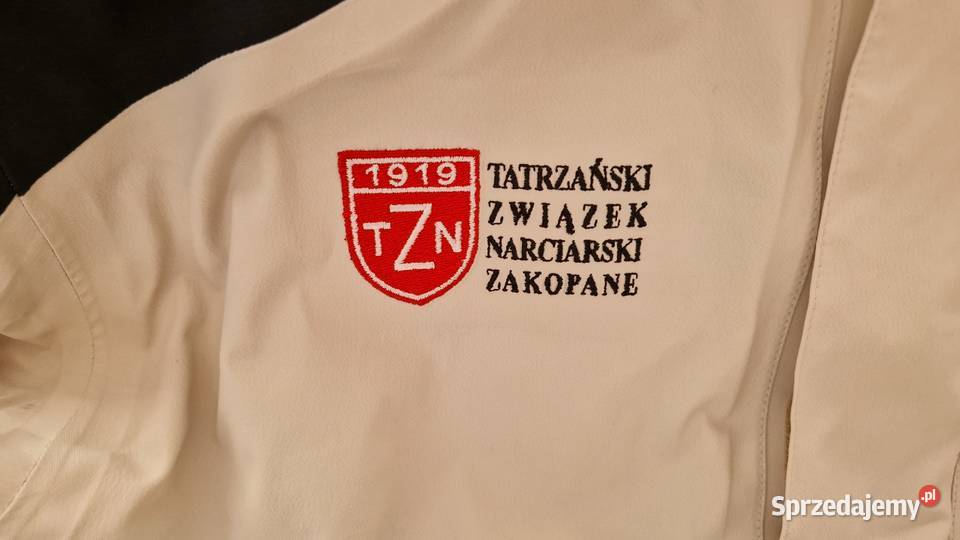 1919
TZN
TATRZAŃSKI
ZWIĄZEK
NARCIARSKI
ZAKOPANE
Sprzedajemy.pl